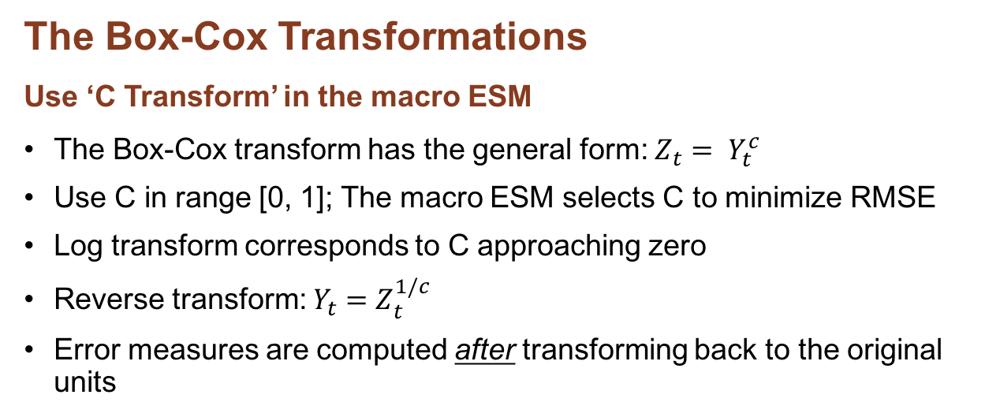 The Box-Cox Transformations
Use ‘C Transform’ in the macro ESM
• The Box-Cox transform has the general form: $Z_t = Y_t^c$
• Use C in range [0, 1]; The macro ESM selects C to minimize RMSE
• Log transform corresponds to C approaching zero
• Reverse transform: $Y_t = Z_t^{1/c}$
• Error measures are computed after transforming back to the original
units